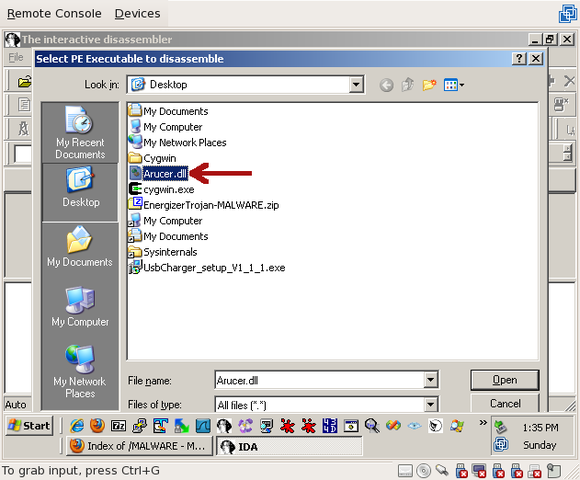 Remote Console Devices
The interactive disassembler
File
Select PE Executable to disassemble
Look in: Desktop
My Recent
Documents
Desktop
My Documents
My Computer
My Network
Places
My Documents
My Computer
My Network Places
Cygwin
Arucer.dll
cygwin.exe
EnergizerTrojan-MALWARE.zip
My Computer
My Documents
Sysinternals
UsbCharger_setup_V1_1_1.exe
File name: Arucer.dll Open
Files of type: All files (*.*) Cancel
Auto
Start 1:35 PM
Index of /MALWARE - M... IDA Sunday
To grab input, press Ctrl+G